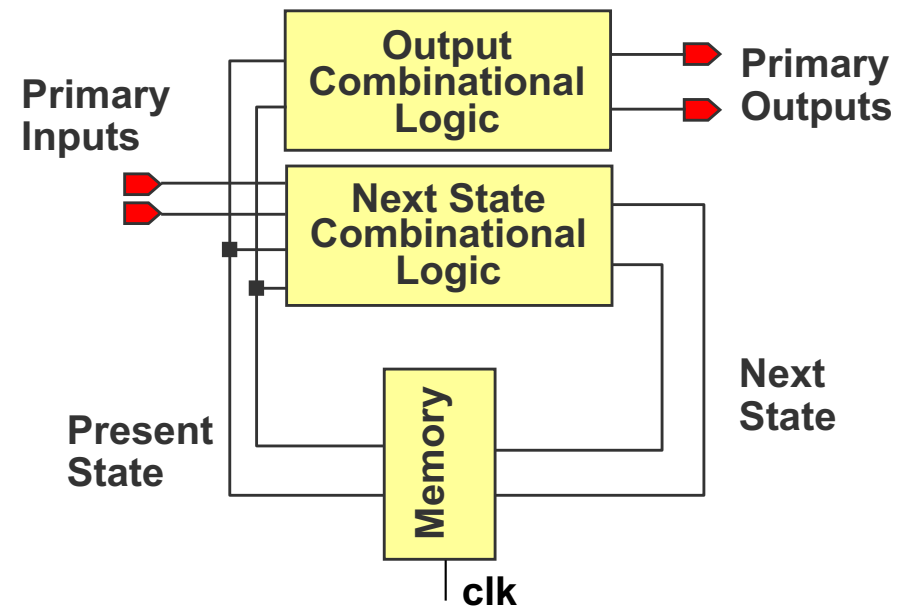 Output
Combinational
Logic
Primary
Outputs
Primary
Inputs
Next State
Combinational
Logic
Next
State
Present
State
Memory
clk